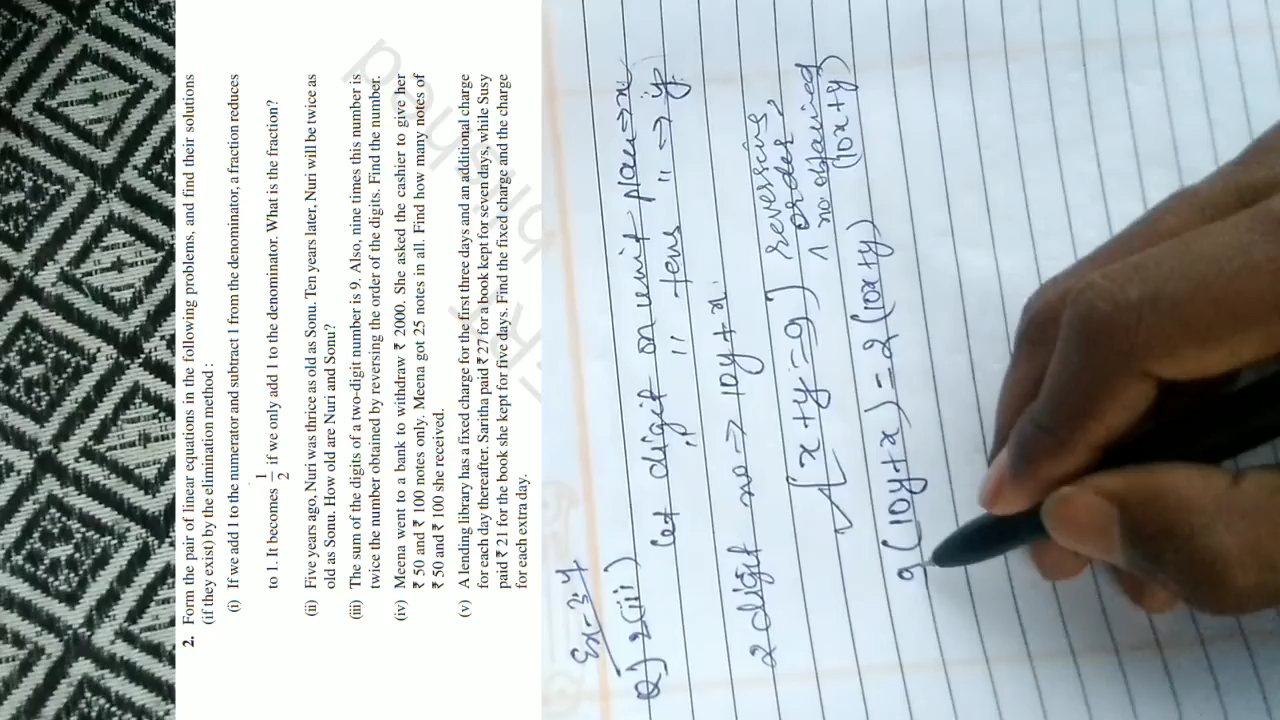 2. Form the pair of linear equations in the following problems, and find their solutions
(if they exist) by the elimination method :
(i) If we add 1 to the numerator and subtract 1 from the denominator, a fraction reduces
to 1. It becomes 1/2 if we only add 1 to the denominator. What is the fraction?
(ii) Five years ago, Nuri was thrice as old as Sonu. Ten years later, Nuri will be twice as
old as Sonu. How old are Nuri and Sonu?
(iii) The sum of the digits of a two-digit number is 9. Also, nine times this number is
twice the number obtained by reversing the order of the digits. Find the number.
(iv) Meena went to a bank to withdraw ₹ 2000. She asked the cashier to give her
₹ 50 and ₹ 100 notes only. Meena got 25 notes in all. Find how many notes of
₹ 50 and ₹ 100 she received.
(v) A lending library has a fixed charge for the first three days and an additional charge
for each day thereafter. Saritha paid ₹ 27 for a book kept for seven days, while Susy
paid ₹ 21 for the book she kept for five days. Find the fixed charge and the charge
for each extra day.
Ex-3.4
Q) 2(iii)
let digit on unit place → x
" " tens " ⇒ y
2 digit no ⇒ 10y + x.
x + y = 9
reversing
order,
no obtained
(10x + y)
9 (10y + x) = 2 (10x + y)